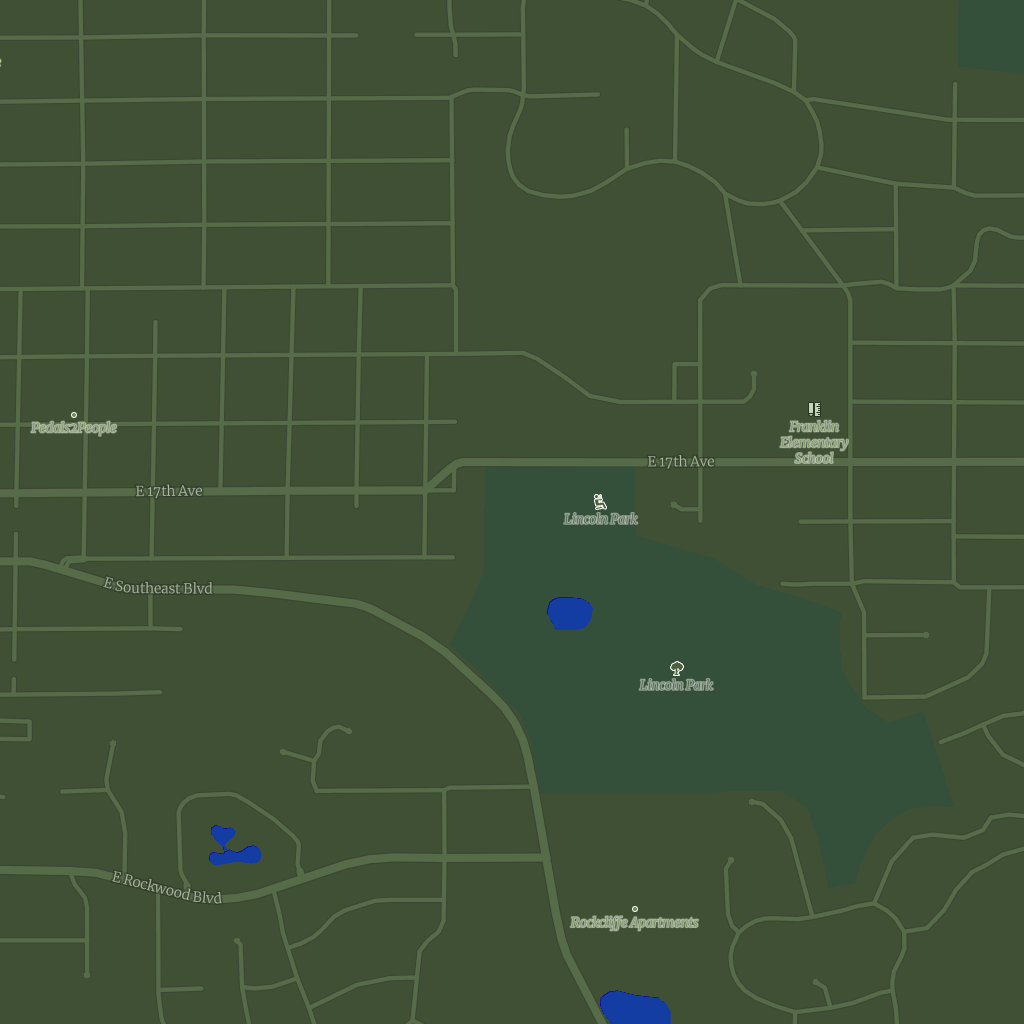 Pedals2People
Franklin
Elementary
School
E 17th Ave
E 17th Ave
Lincoln Park
E Southeast Blvd
Lincoln Park
E Rockwood Blvd
Rockcliffe Apartments